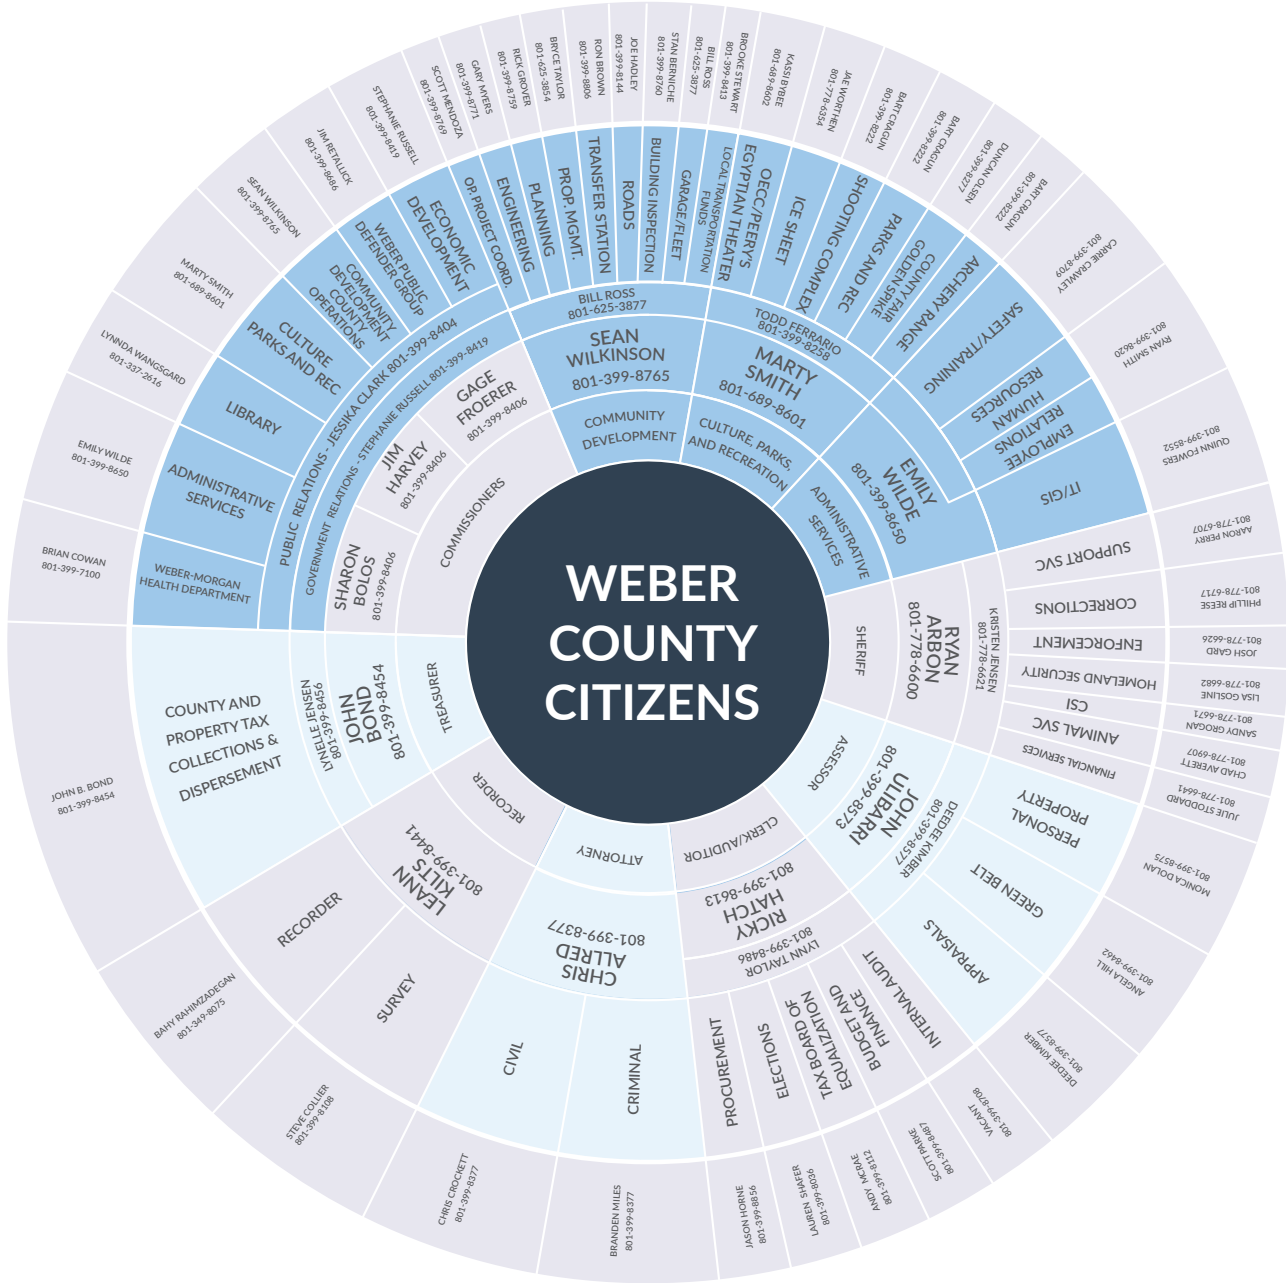 WEBER
COUNTY
CITIZENS
COMMISSIONERS
SHARON
BOLOS
801-399-8406
JIM
HARVEY
801-399-8406
GAGE
FROERER
801-399-8406
GOVERNMENT RELATIONS - STEPHANIE RUSSELL 801-399-8419
PUBLIC RELATIONS - JESSIKA CLARK 801-399-8404
WEBER-MORGAN
HEALTH DEPARTMENT
BRIAN COWAN
801-399-7100
ADMINISTRATIVE
SERVICES
EMILY WILDE
801-399-8650
LIBRARY
LYNNDA WANGSGARD
801-337-2616
CULTURE
PARKS AND REC
MARTY SMITH
801-689-8601
COMMUNITY
DEVELOPMENT
COUNTY
OPERATIONS
SEAN WILKINSON
801-399-8765
WEBER PUBLIC
DEFENDER GROUP
JIM RETALLICK
801-399-8686
ECONOMIC
DEVELOPMENT
STEPHANIE RUSSELL
801-399-8419
COMMUNITY
DEVELOPMENT
SEAN
WILKINSON
801-399-8765
BILL ROSS
801-625-3877
OP. PROJECT COORD.
SCOTT MENDOZA
801-399-8769
ENGINEERING
GARY MYERS
801-399-8771
PLANNING
RICK GROVER
801-399-8759
PROP. MGMT.
BRYCE TAYLOR
801-625-3854
TRANSFER STATION
RON BROWN
801-399-8806
ROADS
JOE HADLEY
801-399-8144
BUILDING INSPECTION
STAN BERNICHE
801-399-8760
GARAGE/FLEET
BILL ROSS
801-625-3877
LOCAL TRANSPORTATION
FUNDS
BROOKE STEWART
801-399-8413
CULTURE, PARKS,
AND RECREATION
MARTY
SMITH
801-689-8601
TODD FERRARIO
801-399-8258
OECC/PEERY'S
EGYPTIAN THEATER
KASSI BYBEE
801-689-8602
ICE SHEET
JAE WORTHEN
801-778-6354
SHOOTING COMPLEX
BART CRAGUN
801-399-8222
PARKS AND REC
BART CRAGUN
801-399-8222
COUNTY FAIR
GOLDEN SPIKE
DUNCAN OLSEN
801-399-8277
ARCHERY RANGE
BART CRAGUN
801-399-8222
ADMINISTRATIVE
SERVICES
EMILY
WILDE
801-399-8650
SAFETY/TRAINING
CARRIE CRAWLEY
801-399-8709
HUMAN
RESOURCES
EMPLOYEE
RELATIONS
RYAN SMITH
801-399-8620
IT/GIS
QUINN FOWERS
801-399-8552
SHERIFF
RYAN
ARBON
801-778-6600
KRISTEN JENSEN
801-778-6621
SUPPORT SVC
AARON PERRY
801-778-6707
CORRECTIONS
PHILLIP REESE
801-778-6717
ENFORCEMENT
JOSH GARD
801-778-6626
HOMELAND SECURITY
LISA GOSLING
801-778-6682
CSI
SANDY GROGAN
801-778-6671
ANIMAL SVC
CHAD AVERETT
801-778-6907
FINANCIAL SERVICES
JULIE STODDARD
801-778-6641
ASSESSOR
JOHN
ULIBARRI
801-399-8573
DEEDEE KIMBER
801-399-8577
PERSONAL
PROPERTY
MONICA DOLAN
801-399-8575
GREEN BELT
ANGELA HILL
801-399-8462
APPRAISALS
DEEDEE KIMBER
801-399-8577
CLERK/AUDITOR
RICKY
HATCH
801-399-8613
LYNN TAYLOR
801-399-8486
INTERNAL AUDIT
VACANT
801-399-8708
BUDGET AND
FINANCE
SCOTT PARKE
801-399-8487
TAX BOARD OF
EQUALIZATION
ANDY MCRAE
801-399-8112
ELECTIONS
LAUREN SHAFER
801-399-8036
PROCUREMENT
JASON HORNE
801-399-8856
ATTORNEY
CHRIS
ALLRED
801-399-8377
CRIMINAL
BRANDEN MILES
801-399-8377
CIVIL
CHRIS CROCKETT
801-399-8377
RECORDER
LEANN
KILTS
801-399-8441
SURVEY
STEVE COLLIER
801-399-8108
RECORDER
BAHY RAHIMZADEGAN
801-349-8075
TREASURER
JOHN
BOND
801-399-8454
LYNELLE JENSEN
801-399-8456
COUNTY AND
PROPERTY TAX
COLLECTIONS &
DISPERSEMENT
JOHN B. BOND
801-399-8454